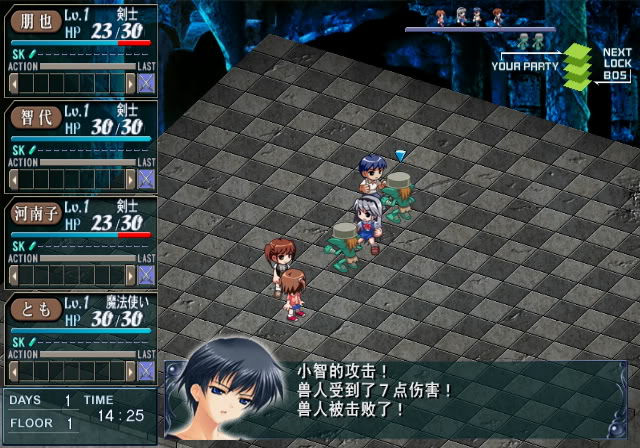 朋也
Lv.1 剣士
HP 23/30
SK
ACTION LAST
智代
Lv.1 剣士
HP 30/30
SK
ACTION LAST
河南子
Lv.1 剣士
HP 23/30
SK
ACTION LAST
とも
Lv.1 魔法使い
HP 30/30
SK
ACTION LAST
DAYS 1 TIME
14:25
FLOOR 1
YOUR PARTY
NEXT
LOCK
BOS
小智的攻击！
兽人受到了７点伤害！
兽人被击败了！